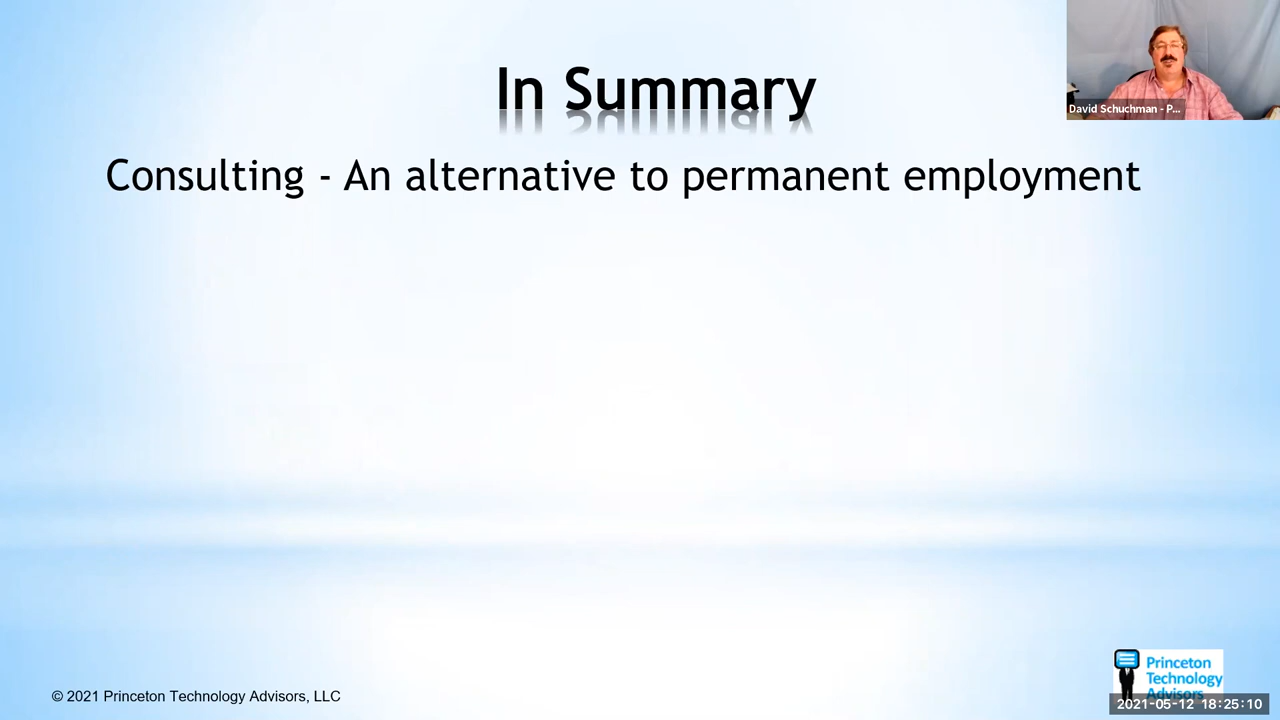 In Summary
David Schuchman - P...
Consulting - An alternative to permanent employment
Princeton
Technology
Advisors
© 2021 Princeton Technology Advisors, LLC
2021-05-12 18:25:10